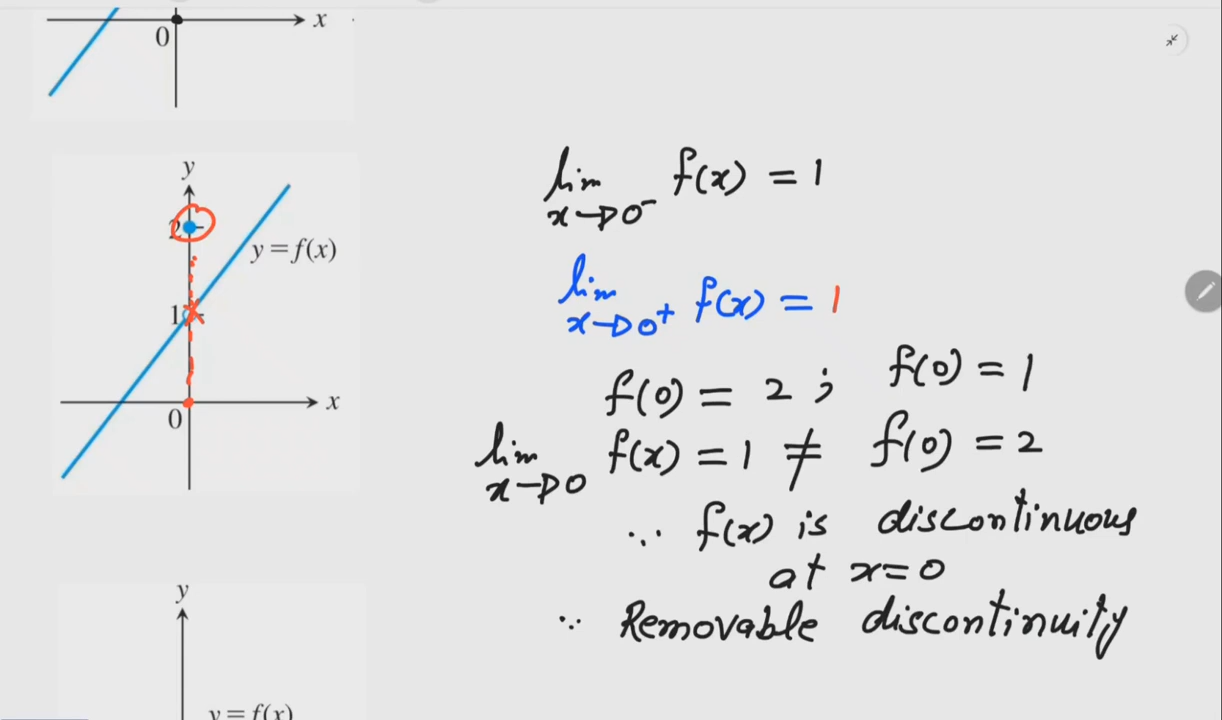 x
0
y
2
y = f(x)
1
x
0
y
y = f(x)
lim x→0⁻ f(x) = 1
lim x→0⁺ f(x) = 1
f(0) = 2 ; f(0) = 1
lim x→0 f(x) = 1 ≠ f(0) = 2
∵ f(x) is discontinuous
at x=0
∵ Removable discontinuity